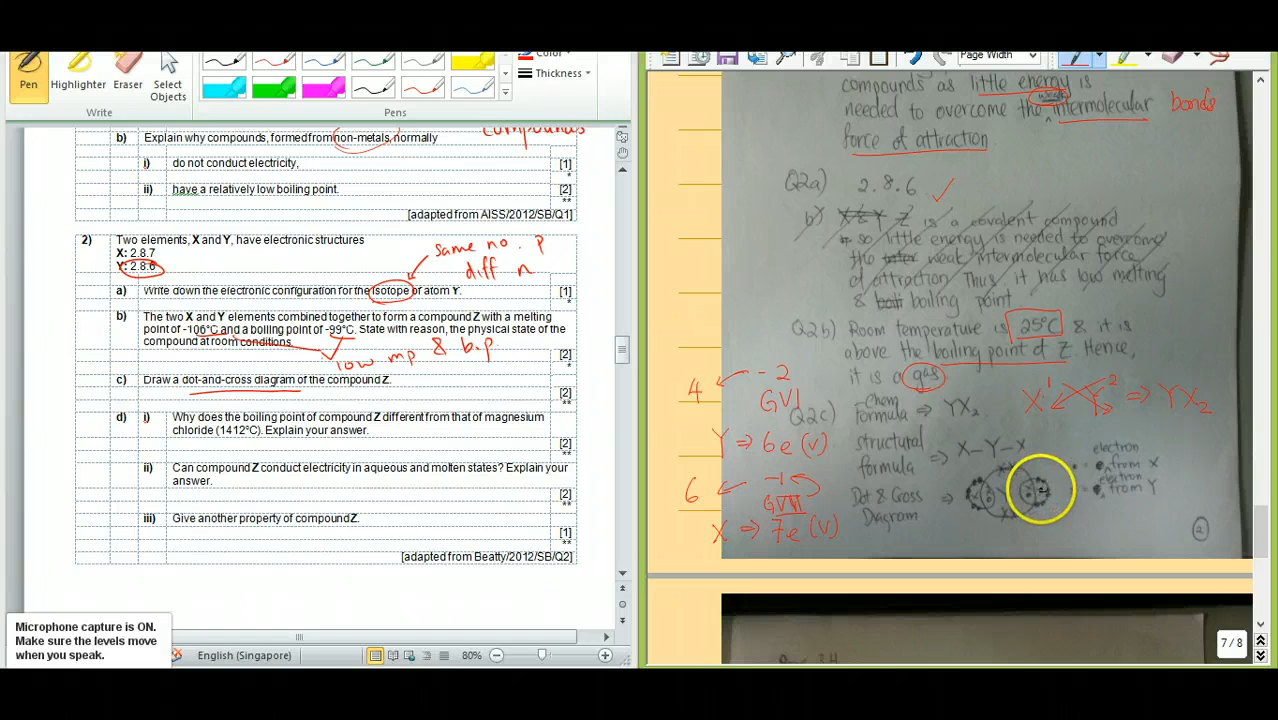 Pen
Highlighter
Eraser
Select
Objects
Color
Thickness
Write
Pens
Page Width
compounds
b) Explain why compounds, formed from non-metals, normally
i) do not conduct electricity, [1]
*
ii) have a relatively low boiling point. [2]
**
[adapted from AISS/2012/SB/Q1]
2) Two elements, X and Y, have electronic structures
X: 2.8.7
Y: 2.8.6
same no. p
diff n
a) Write down the electronic configuration for the isotope of atom Y. [1]
*
b) The two X and Y elements combined together to form a compound Z with a melting
point of -106°C and a boiling point of -99°C. State with reason, the physical state of the
compound at room conditions. [2]
**
low mp & b.p
c) Draw a dot-and-cross diagram of the compound Z. [2]
**
d) i) Why does the boiling point of compound Z different from that of magnesium
chloride (1412°C). Explain your answer. [2]
**
ii) Can compound Z conduct electricity in aqueous and molten states? Explain your
answer. [2]
**
iii) Give another property of compound Z. [1]
*
[adapted from Beatty/2012/SB/Q2]
Microphone capture is ON.
Make sure the levels move
when you speak.
English (Singapore)
80%
compounds as little energy is
needed to overcome the weak intermolecular bonds
force of attraction
Q2a) 2.8.6
b) X & Y Z is a covalent compound
so little energy is needed to overcome
the weak intermolecular force
of attraction. Thus, it has low melting
& boiling point
Q2b) Room temperature is 25°C & it is
above the boiling point of Z. Hence,
it is a gas
Q2c) Chem
formula ⇒ YX2
X 1 Y 2 ⇒ YX2
4 ← -2
GVI
Y ⇒ 6e (V)
structural
formula ⇒ X-Y-X
6 ← -1
GVII
X ⇒ 7e (V)
Dot & Cross
Diagram ⇒
electron
= from X
electron
= from Y
2
7/8